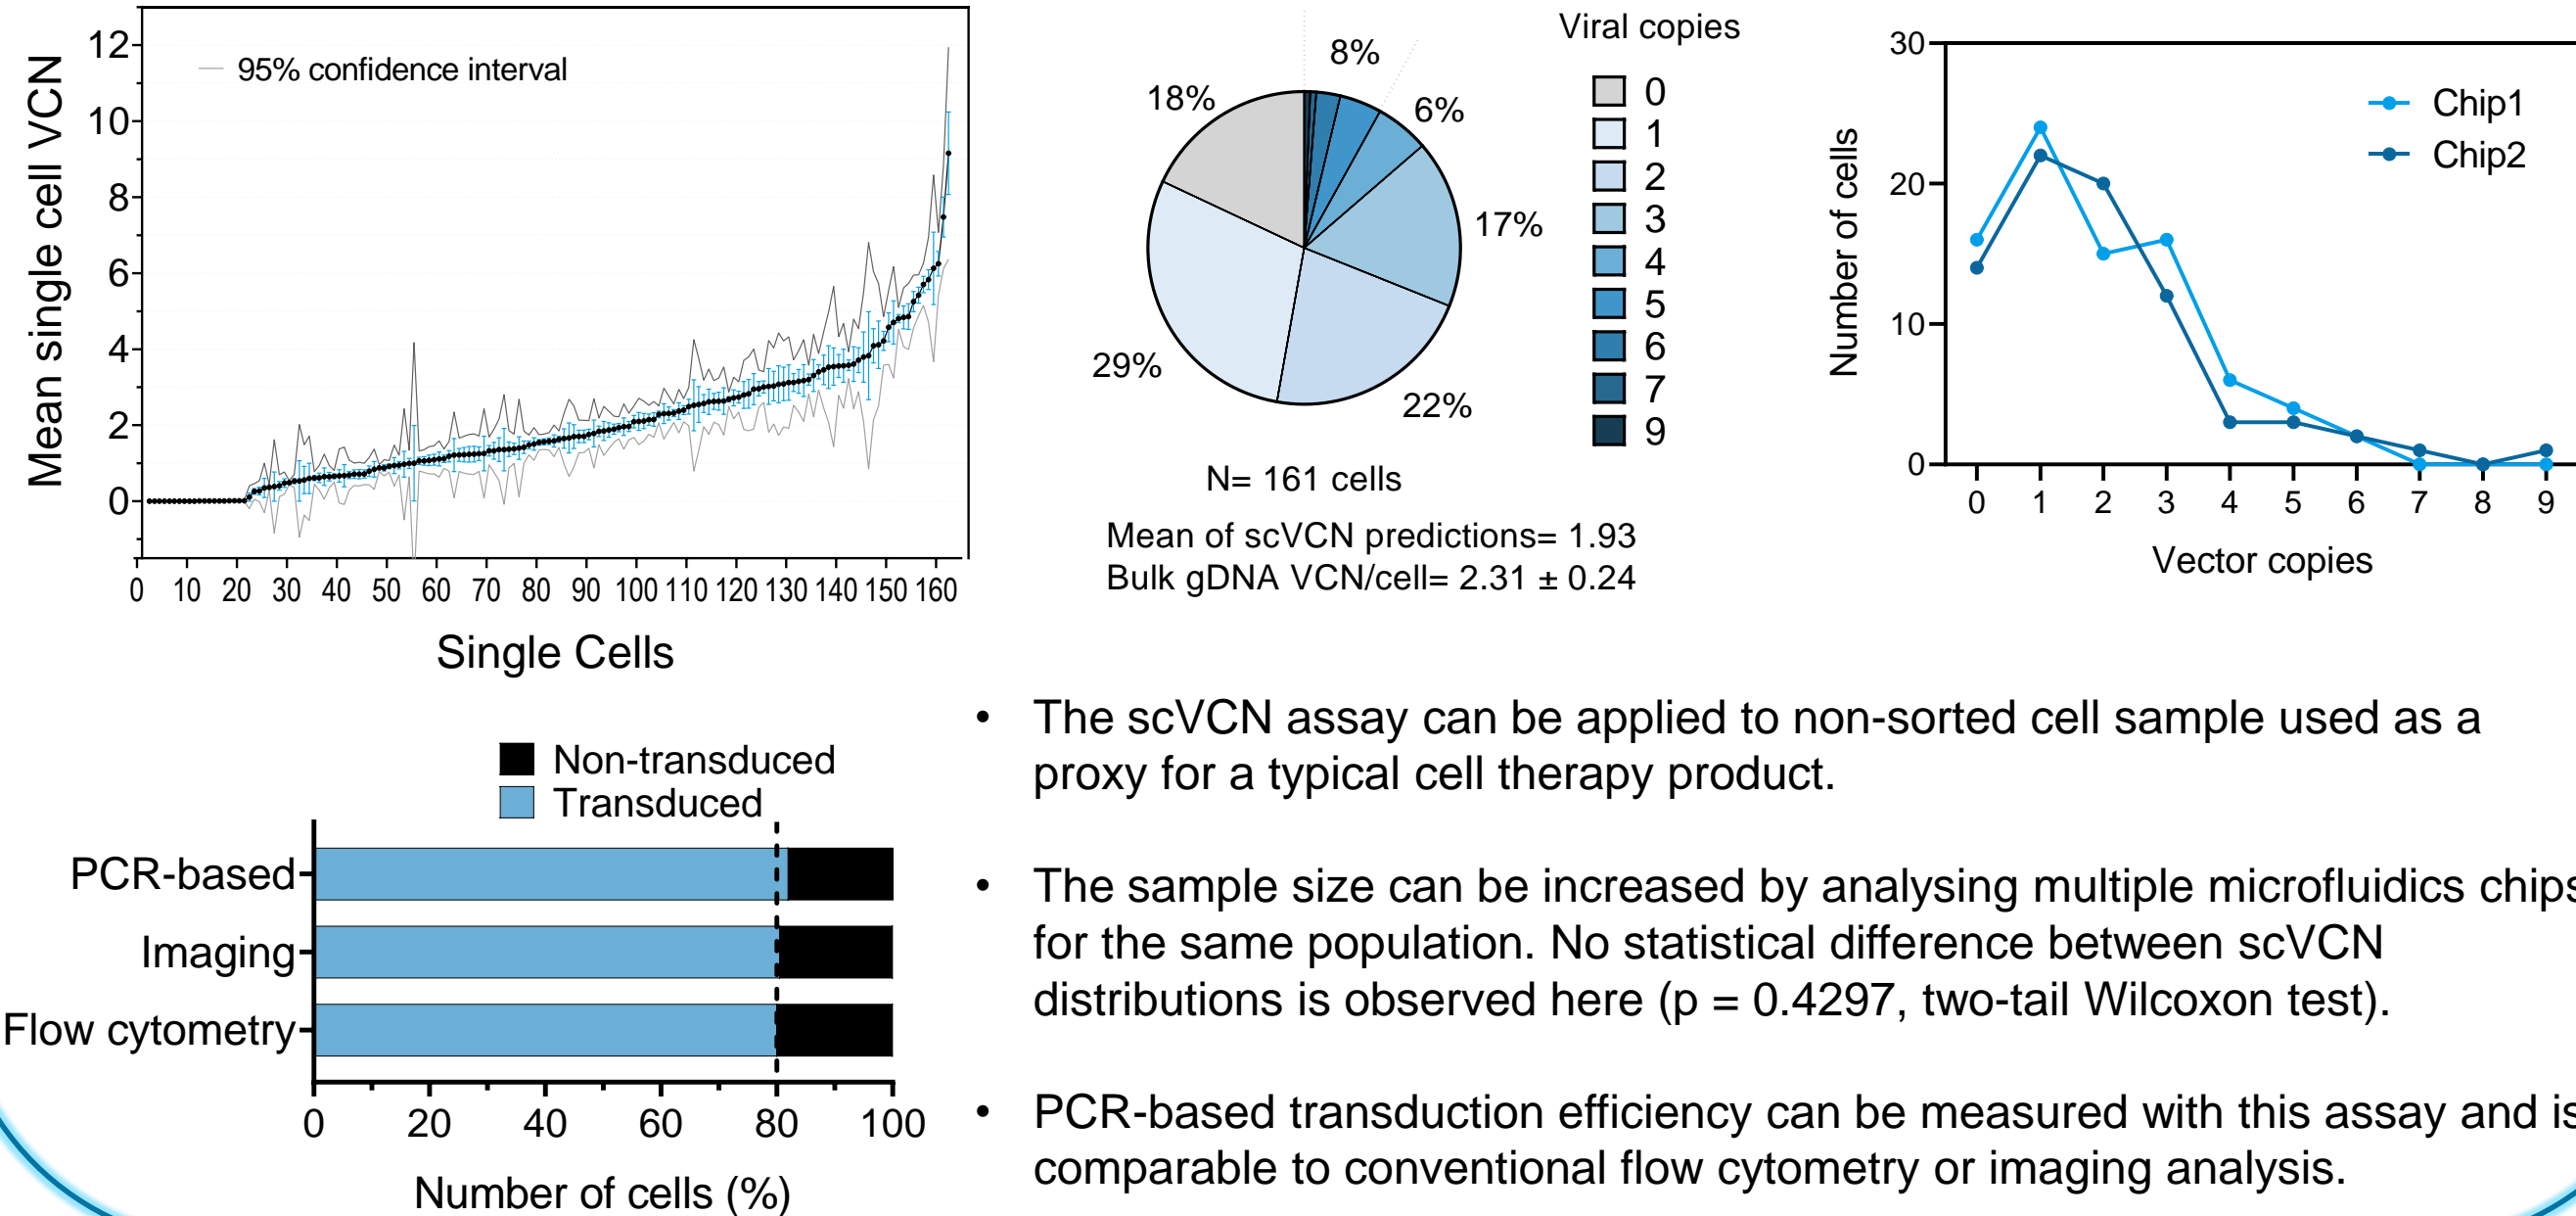 Mean single cell VCN
12
10
8
6
4
2
0
95% confidence interval
0 10 20 30 40 50 60 70 80 90 100 110 120 130 140 150 160
Single Cells
8%
6%
17%
22%
29%
18%
Viral copies
0
1
2
3
4
5
6
7
9
N= 161 cells
Mean of scVCN predictions= 1.93
Bulk gDNA VCN/cell= 2.31 ± 0.24
Number of cells
30
20
10
0
Chip1
Chip2
0 1 2 3 4 5 6 7 8 9
Vector copies
Non-transduced
Transduced
PCR-based
Imaging
Flow cytometry
0 20 40 60 80 100
Number of cells (%)
• The scVCN assay can be applied to non-sorted cell sample used as a
proxy for a typical cell therapy product.
• The sample size can be increased by analysing multiple microfluidics chips
for the same population. No statistical difference between scVCN
distributions is observed here (p = 0.4297, two-tail Wilcoxon test).
• PCR-based transduction efficiency can be measured with this assay and is
comparable to conventional flow cytometry or imaging analysis.